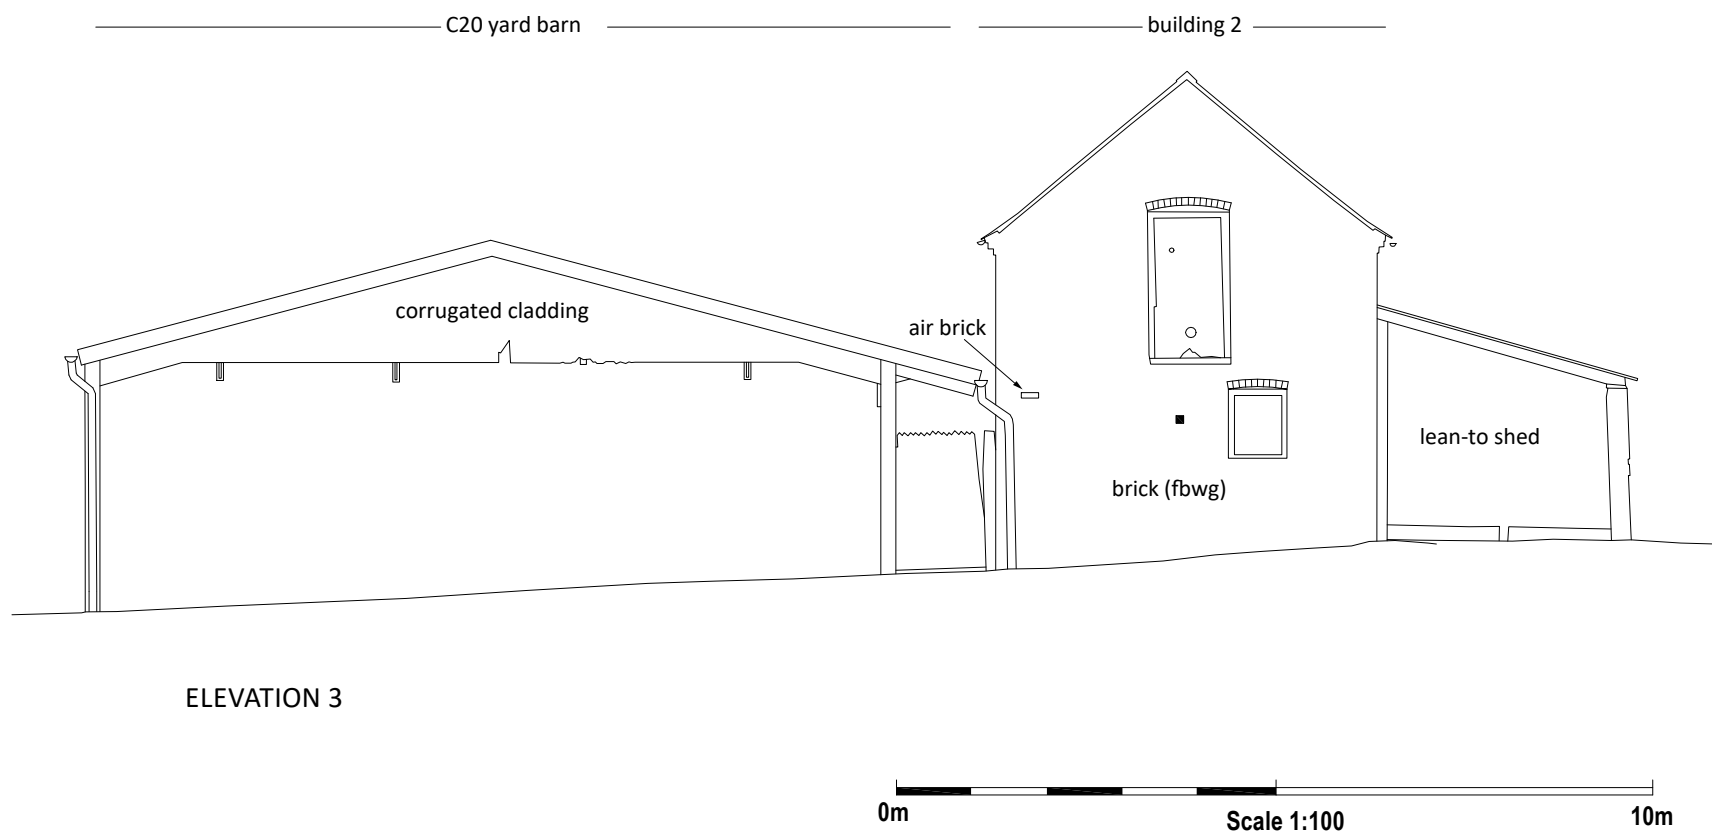 C20 yard barn
building 2
corrugated cladding
air brick
lean-to shed
brick (fbwg)
ELEVATION 3
0m
Scale 1:100
10m